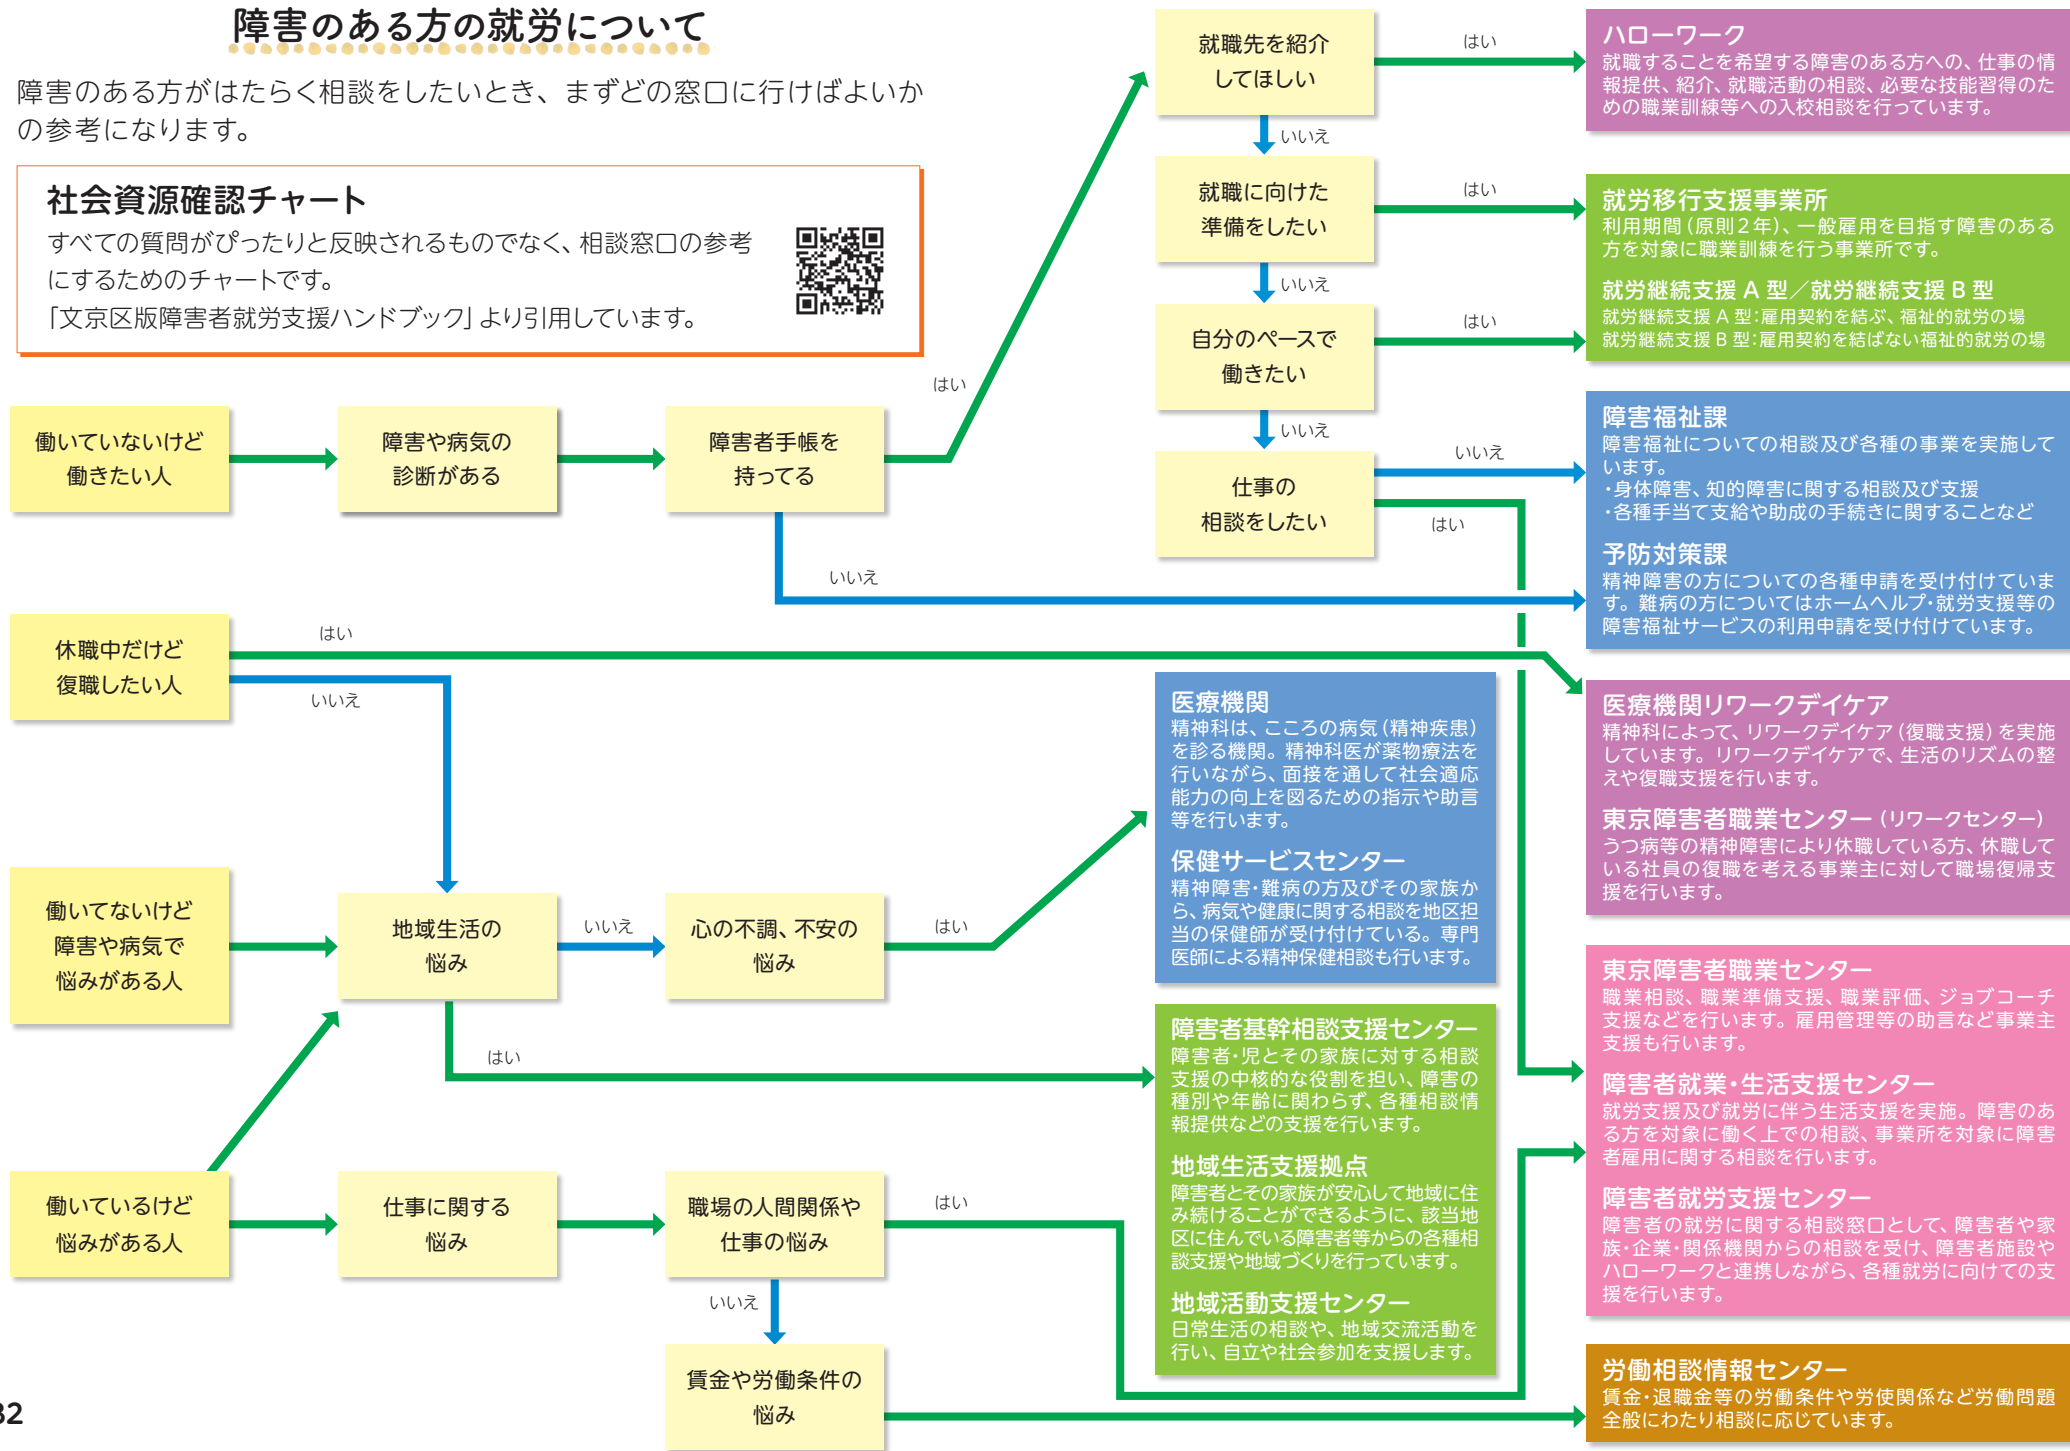 障害のある方の就労について
障害のある方がはたらく相談をしたいとき、まずどの窓口に行けばよいか
の参考になります。
社会資源確認チャート
すべての質問がぴったりと反映されるものでなく、相談窓口の参考
にするためのチャートです。
「文京区版障害者就労支援ハンドブック」より引用しています。
働いていないけど
働きたい人
障害や病気の
診断がある
障害者手帳を
持ってる
はい
いいえ
就職先を紹介
してほしい
はい
いいえ
就職に向けた
準備をしたい
はい
いいえ
自分のペースで
働きたい
はい
いいえ
仕事の
相談をしたい
いいえ
はい
ハローワーク
就職することを希望する障害のある方への、仕事の情
報提供、紹介、就職活動の相談、必要な技能習得のた
めの職業訓練等への入校相談を行っています。
就労移行支援事業所
利用期間(原則2年)、一般雇用を目指す障害のある
方を対象に職業訓練を行う事業所です。
就労継続支援 A 型/就労継続支援 B 型
就労継続支援 A 型:雇用契約を結ぶ、福祉的就労の場
就労継続支援 B 型:雇用契約を結ばない福祉的就労の場
障害福祉課
障害福祉についての相談及び各種の事業を実施して
います。
・身体障害、知的障害に関する相談及び支援
・各種手当て支給や助成の手続きに関することなど
予防対策課
精神障害の方についての各種申請を受け付けていま
す。難病の方についてはホームヘルプ・就労支援等の
障害福祉サービスの利用申請を受け付けています。
休職中だけど
復職したい人
はい
いいえ
医療機関リワークデイケア
精神科によって、リワークデイケア(復職支援)を実施
しています。リワークデイケアで、生活のリズムの整
えや復職支援を行います。
東京障害者職業センター(リワークセンター)
うつ病等の精神障害により休職している方、休職して
いる社員の復職を考える事業主に対して職場復帰支
援を行います。
働いてないけど
障害や病気で
悩みがある人
地域生活の
悩み
いいえ
はい
心の不調、不安の
悩み
はい
医療機関
精神科は、こころの病気(精神疾患)
を診る機関。精神科医が薬物療法を
行いながら、面接を通して社会適応
能力の向上を図るための指示や助言
等を行います。
保健サービスセンター
精神障害・難病の方及びその家族か
ら、病気や健康に関する相談を地区担
当の保健師が受け付けている。専門
医師による精神保健相談も行います。
障害者基幹相談支援センター
障害者・児とその家族に対する相談
支援の中核的な役割を担い、障害の
種別や年齢に関わらず、各種相談情
報提供などの支援を行います。
地域生活支援拠点
障害者とその家族が安心して地域に住
み続けることができるように、該当地
区に住んでいる障害者等からの各種相
談支援や地域づくりを行っています。
地域活動支援センター
日常生活の相談や、地域交流活動を
行い、自立や社会参加を支援します。
東京障害者職業センター
職業相談、職業準備支援、職業評価、ジョブコーチ
支援などを行います。雇用管理等の助言など事業主
支援も行います。
障害者就業・生活支援センター
就労支援及び就労に伴う生活支援を実施。障害のあ
る方を対象に働く上での相談、事業所を対象に障害
者雇用に関する相談を行います。
障害者就労支援センター
障害者の就労に関する相談窓口として、障害者や家
族・企業・関係機関からの相談を受け、障害者施設や
ハローワークと連携しながら、各種就労に向けての支
援を行います。
働いているけど
悩みがある人
仕事に関する
悩み
職場の人間関係や
仕事の悩み
はい
いいえ
賃金や労働条件の
悩み
労働相談情報センター
賃金・退職金等の労働条件や労使関係など労働問題
全般にわたり相談に応じています。
32